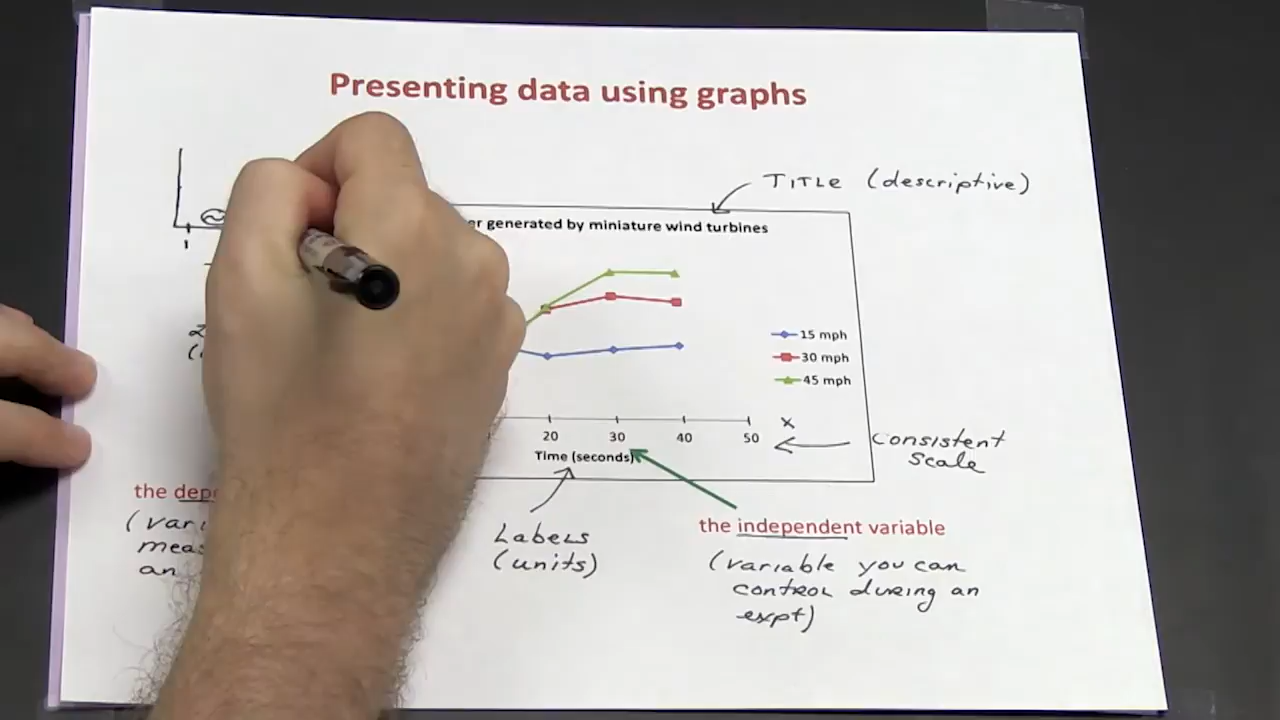 Presenting data using graphs
TITLE (descriptive)
generated by miniature wind turbines
1
15 mph
30 mph
45 mph
x
20 30 40 50
Time (seconds)
consistent
scale
the
Labels
(units)
the independent variable
(variable you can
control during an
expt)
an